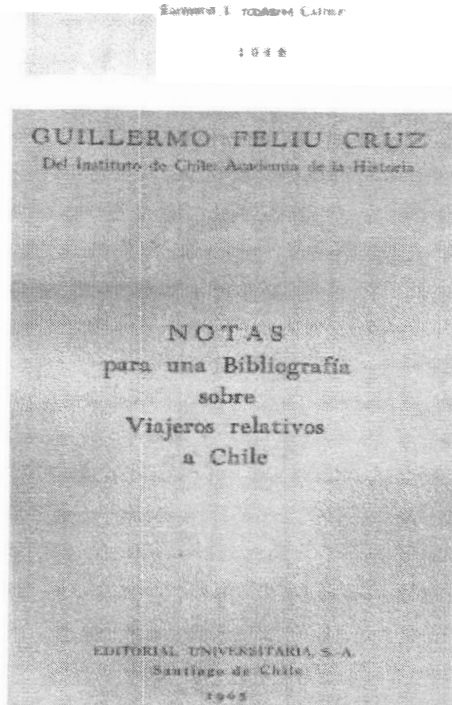 GUILLERMO FELIU CRUZ
Del Instituto de Chile: Academia de la Historia
NOTAS
para una Bibliografía
sobre
Viajeros relativos
a Chile
EDITORIAL UNIVERSITARIA, S. A.
Santiago de Chile
1965